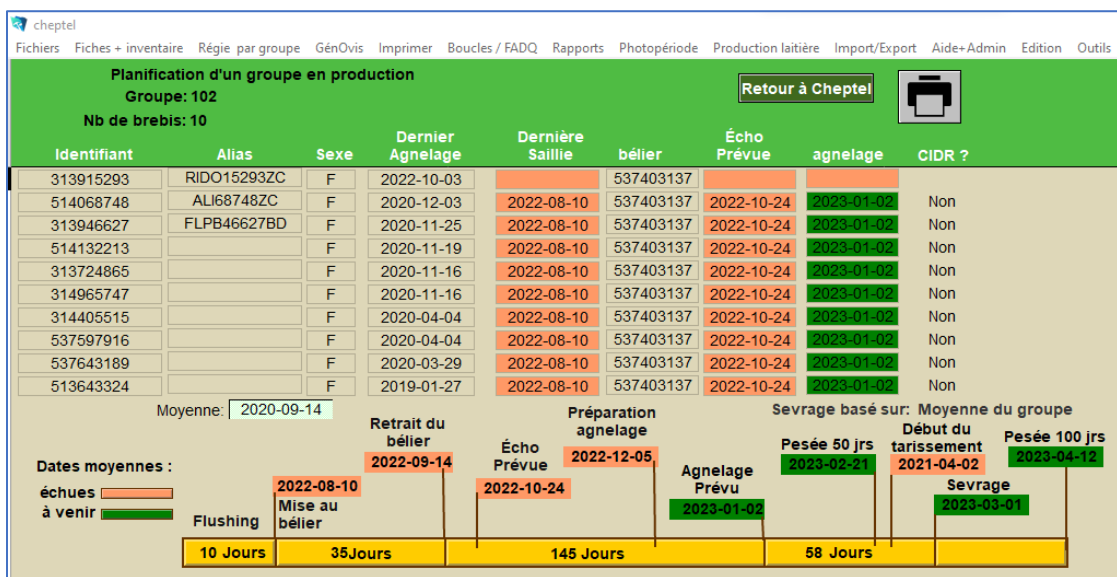 cheptel
Fichiers Fiches + inventaire Régie par groupe GénOvis Imprimer Boucles / FADQ Rapports Photopériode Production laitière Import/Export Aide+Admin Edition Outils
Planification d'un groupe en production
Groupe: 102
Nb de brebis: 10
Retour à Cheptel
Identifiant Alias Sexe Dernier Agnelage Dernière Saillie bélier Écho Prévue agnelage CIDR ?
313915293 RIDO15293ZC F 2022-10-03 537403137
514068748 ALI68748ZC F 2020-12-03 2022-08-10 537403137 2022-10-24 2023-01-02 Non
313946627 FLPB46627BD F 2020-11-25 2022-08-10 537403137 2022-10-24 2023-01-02 Non
514132213 F 2020-11-19 2022-08-10 537403137 2022-10-24 2023-01-02 Non
313724865 F 2020-11-16 2022-08-10 537403137 2022-10-24 2023-01-02 Non
314965747 F 2020-11-16 2022-08-10 537403137 2022-10-24 2023-01-02 Non
314405515 F 2020-04-04 2022-08-10 537403137 2022-10-24 2023-01-02 Non
537597916 F 2020-04-04 2022-08-10 537403137 2022-10-24 2023-01-02 Non
537643189 F 2020-03-29 2022-08-10 537403137 2022-10-24 2023-01-02 Non
513643324 F 2019-01-27 2022-08-10 537403137 2022-10-24 2023-01-02 Non
Moyenne: 2020-09-14
Sevrage basé sur: Moyenne du groupe
Dates moyennes :
échues
à venir
Flushing
2022-08-10
Mise au
bélier
Retrait du
bélier
2022-09-14
Écho
Prévue
2022-10-24
Préparation
agnelage
2022-12-05
Agnelage
Prévu
2023-01-02
Pesée 50 jrs
2023-02-21
Début du
tarissement
2021-04-02
Sevrage
2023-03-01
Pesée 100 jrs
2023-04-12
10 Jours 35Jours 145 Jours 58 Jours